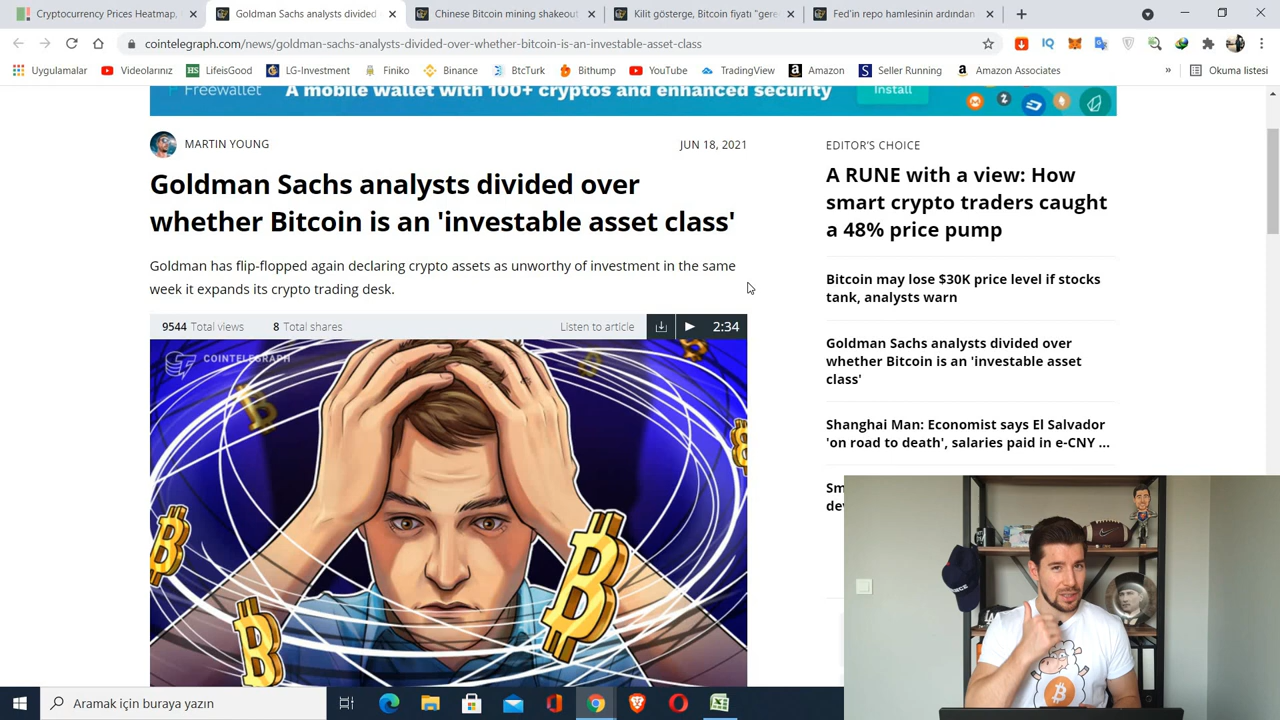 Cryptocurrency Prices Heatmap,
Goldman Sachs analysts divided
Chinese Bitcoin mining shakeout
Kilit gösterge, Bitcoin fiyatı "gere
Fed'in repo hamlesinin ardından
cointelegraph.com/news/goldman-sachs-analysts-divided-over-whether-bitcoin-is-an-investable-asset-class
IQ
Uygulamalar
Videolarınız
HS LifeisGood
LG-Investment
Finiko
Binance
BtcTurk
Bithump
YouTube
TradingView
a Amazon
S Seller Running
Amazon Associates
»
Okuma listesi
Freewallet
A mobile wallet with 100+ cryptos and enhanced security
Install
MARTIN YOUNG
JUN 18, 2021
Goldman Sachs analysts divided over
whether Bitcoin is an 'investable asset class'
Goldman has flip-flopped again declaring crypto assets as unworthy of investment in the same
week it expands its crypto trading desk.
9544 Total views
8 Total shares
Listen to article
2:34
COINTELEGRAPH
EDITOR'S CHOICE
A RUNE with a view: How
smart crypto traders caught
a 48% price pump
Bitcoin may lose $30K price level if stocks
tank, analysts warn
Goldman Sachs analysts divided over
whether Bitcoin is an 'investable asset
class'
Shanghai Man: Economist says El Salvador
'on road to death', salaries paid in e-CNY ...
Aramak için buraya yazın